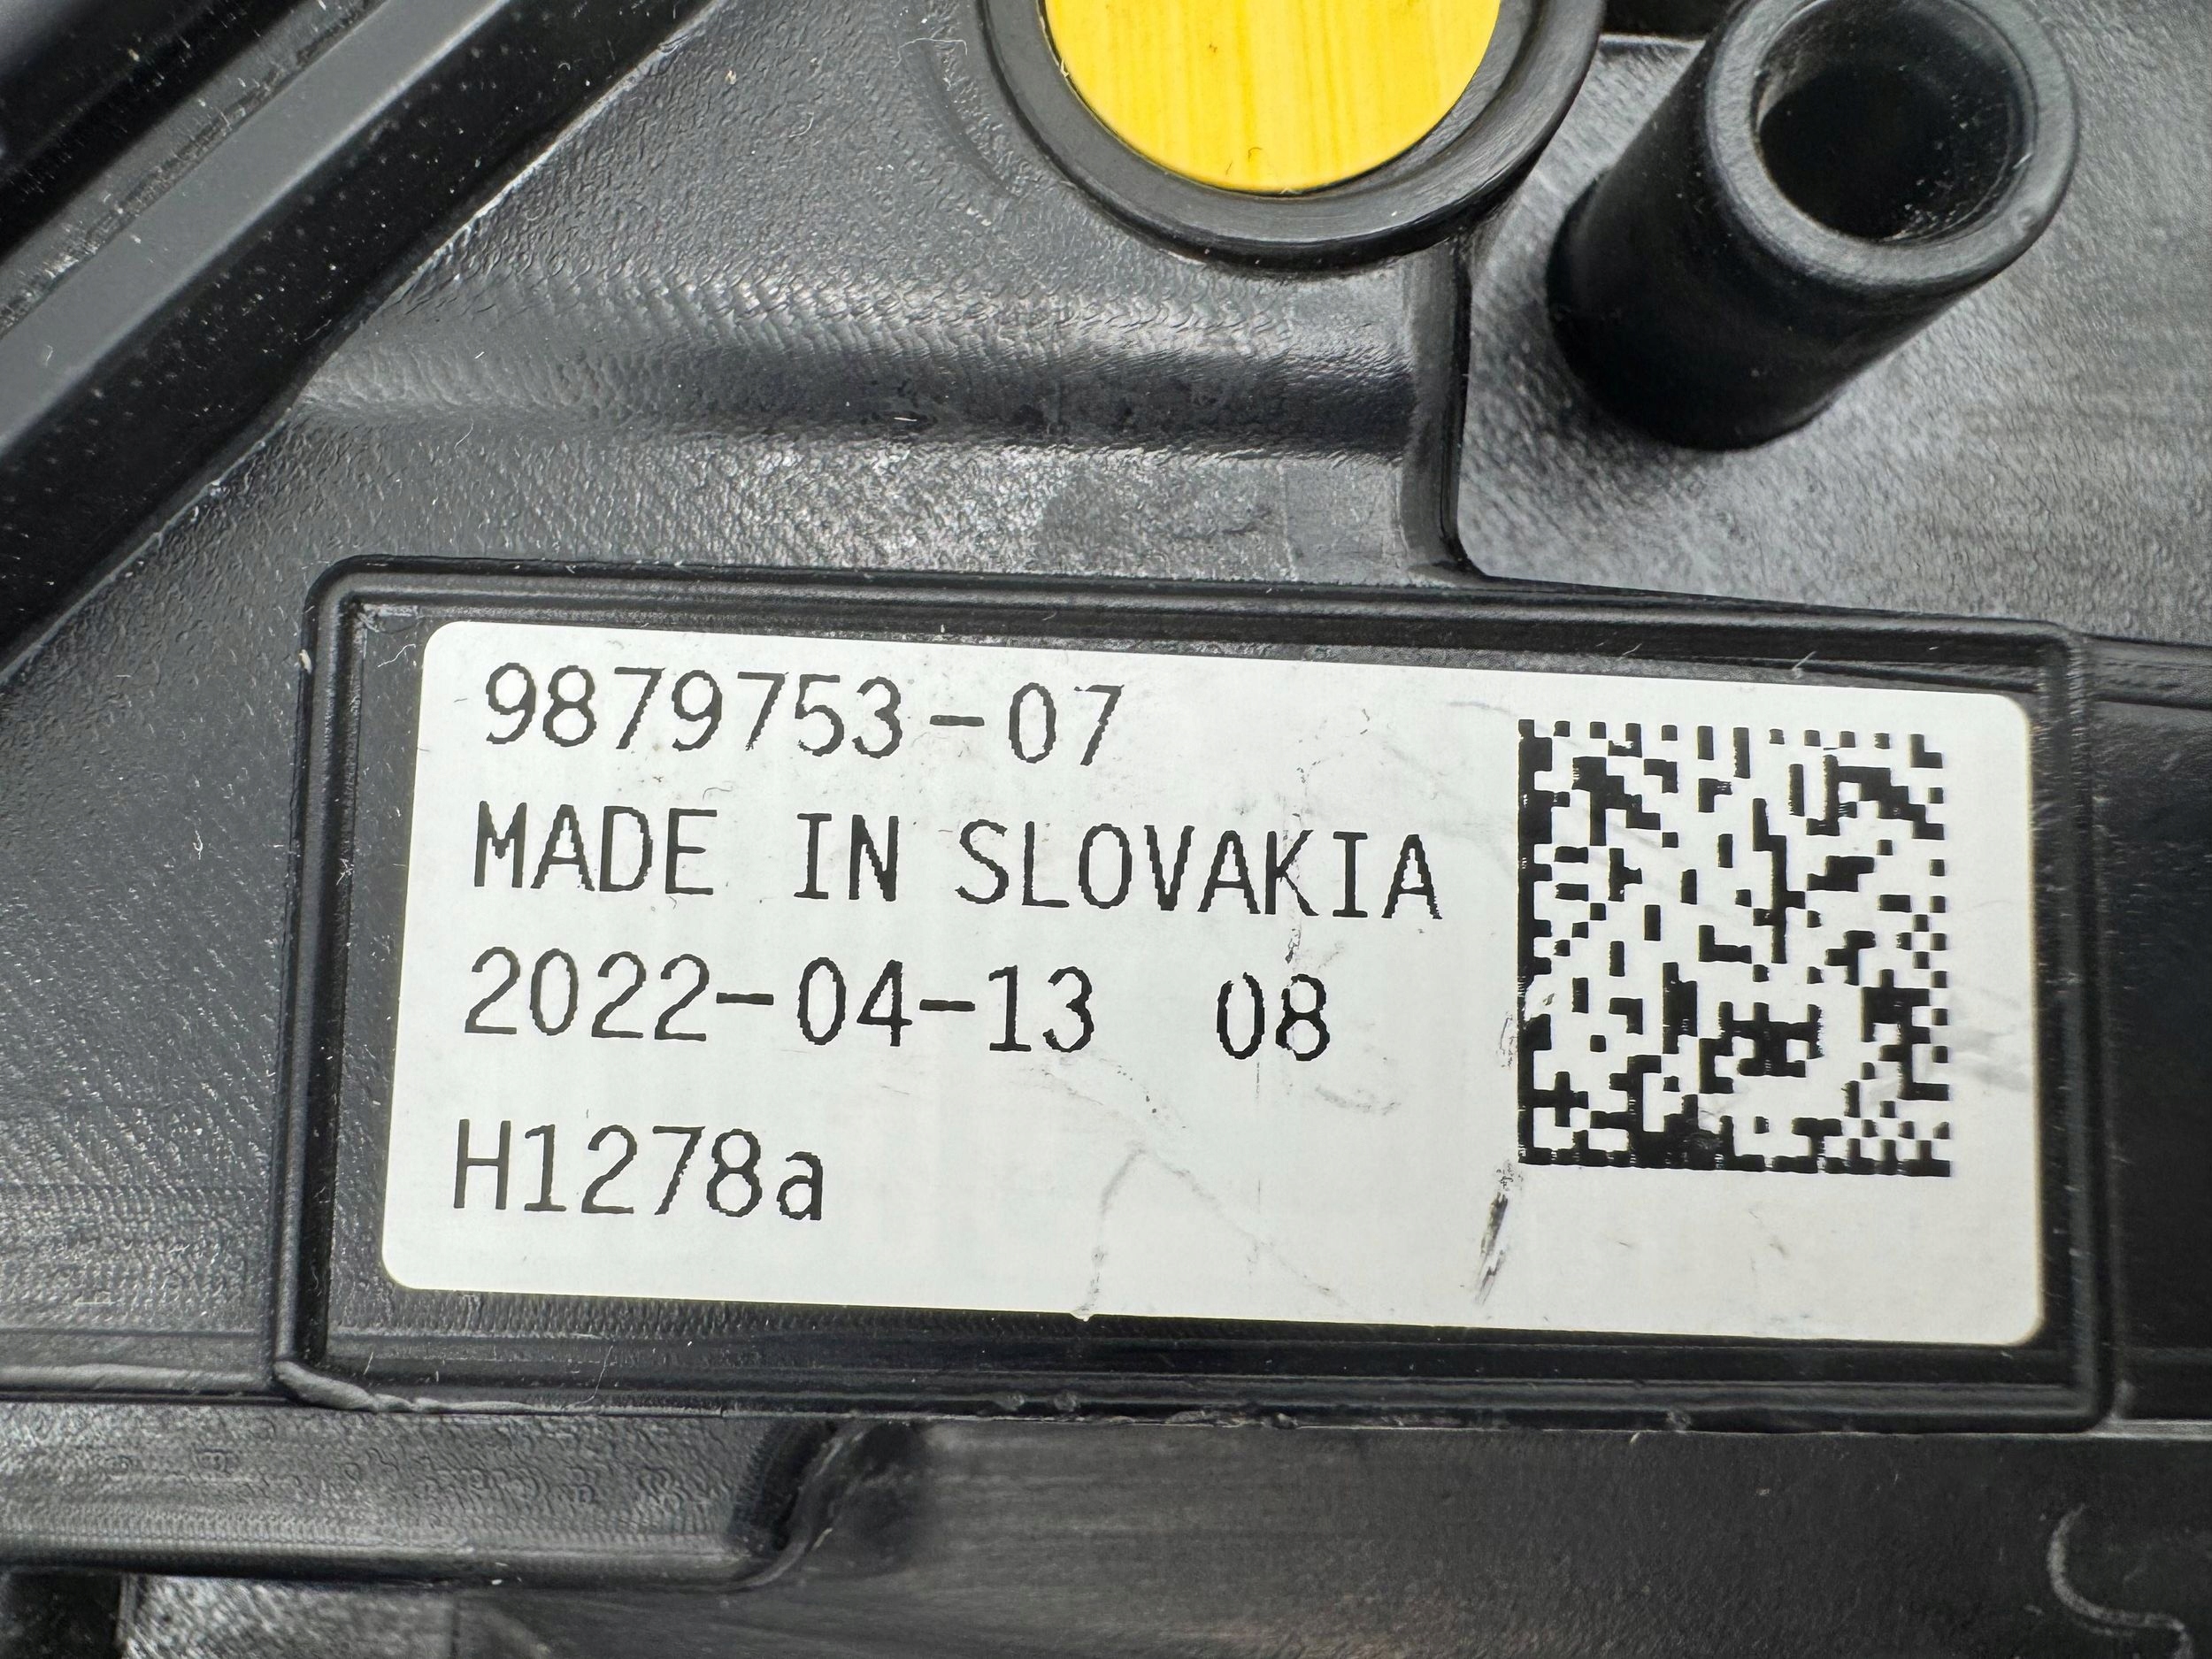 9879753-07
MADE IN SLOVAKIA
2022-04-13 08
H1278a